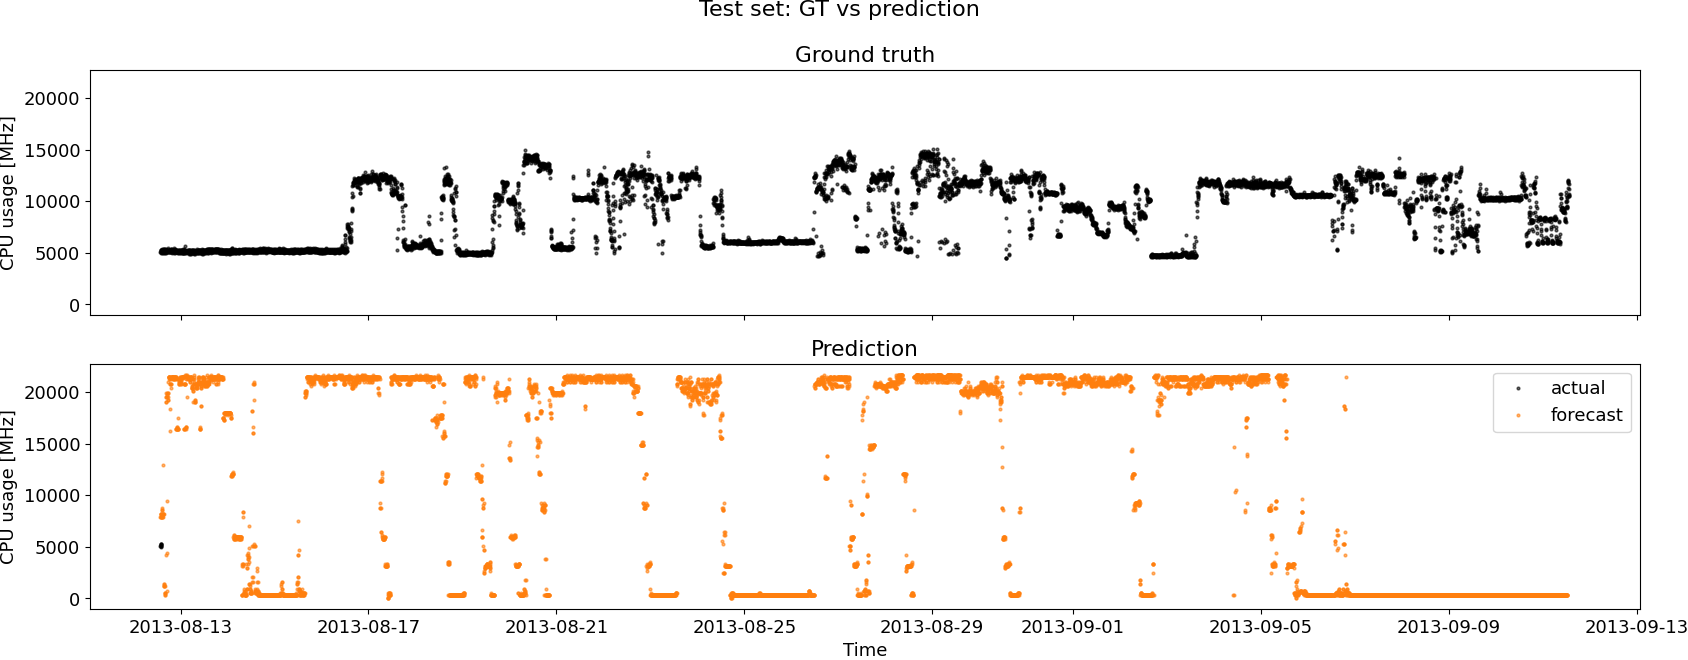 Test set: GT vs prediction
Ground truth
CPU usage [MHz]
20000
15000
10000
5000
0
Prediction
CPU usage [MHz]
20000
15000
10000
5000
0
actual
forecast
2013-08-13 2013-08-17 2013-08-21 2013-08-25 2013-08-29 2013-09-01 2013-09-05 2013-09-09 2013-09-13
Time